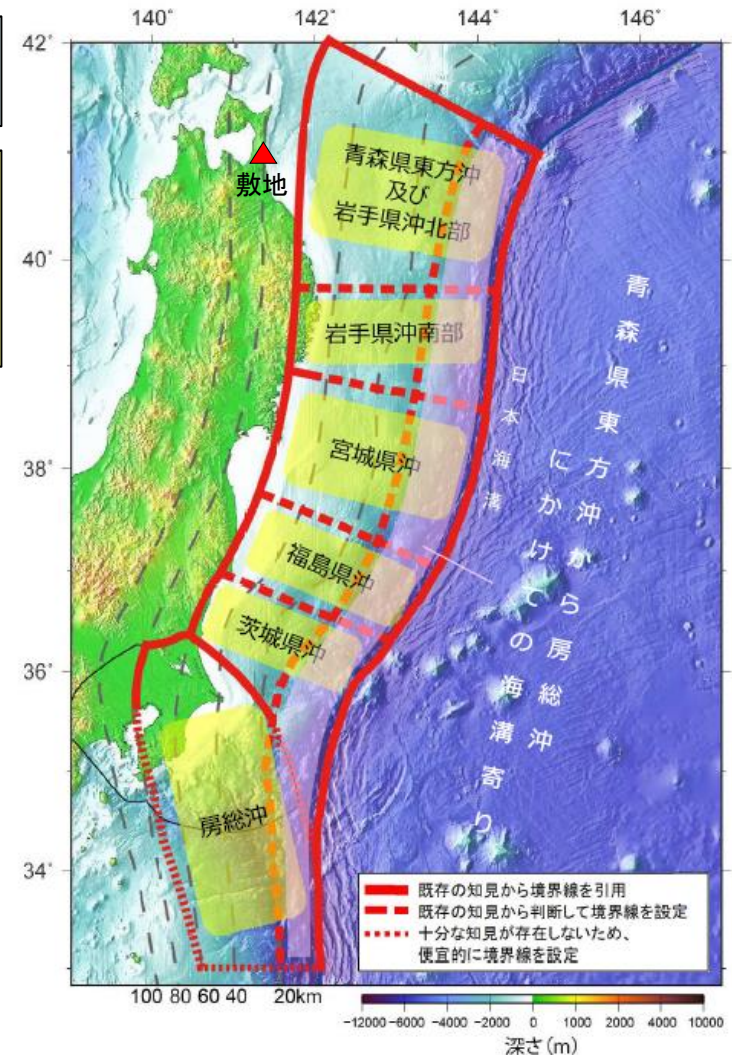 140°
142°
144°
146°
42°
40°
38°
36°
34°
敷地
青森県東方沖
及び
岩手県沖北部
岩手県沖南部
宮城県沖
福島県沖
茨城県沖
房総沖
日本海溝
青森県東方沖から房総沖
にかけての海溝寄り
既存の知見から境界線を引用
既存の知見から判断して境界線を設定
十分な知見が存在しないため、
便宜的に境界線を設定
100 80 60 40 20km
-12000 -6000 -4000 -2000 0 1000 2000 4000 10000
深さ(m)